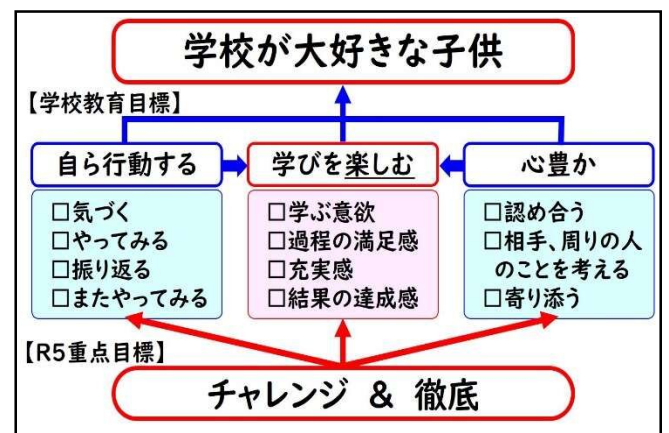 学校が大好きな子供
【学校教育目標】
自ら行動する
学びを楽しむ
心豊か
□気づく
□やってみる
□振り返る
□またやってみる
□学ぶ意欲
□過程の満足感
□充実感
□結果の達成感
□認め合う
□相手、周りの人
のことを考える
□寄り添う
【R5重点目標】
チャレンジ & 徹底